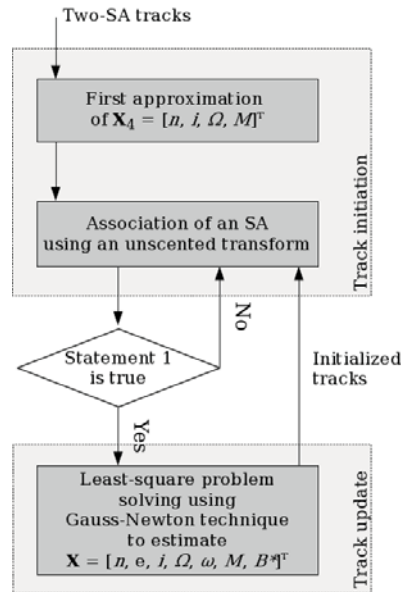 Two-SA tracks
First approximation
of X₄ = [n, i, Ω, M]ᵀ
Association of an SA
using an unscented transform
Track initiation
No
Statement 1
is true
Initialized
tracks
Yes
Least-square problem
solving using
Gauss-Newton technique
to estimate
X = [n, e, i, Ω, ω, M, B*]ᵀ
Track update